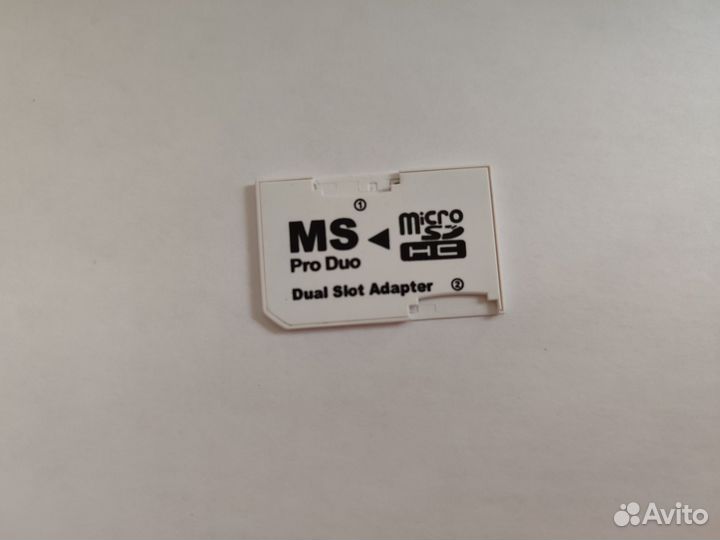 ①
MS
Pro Duo
micro
SD
HC
Dual Slot Adapter
②
Avito